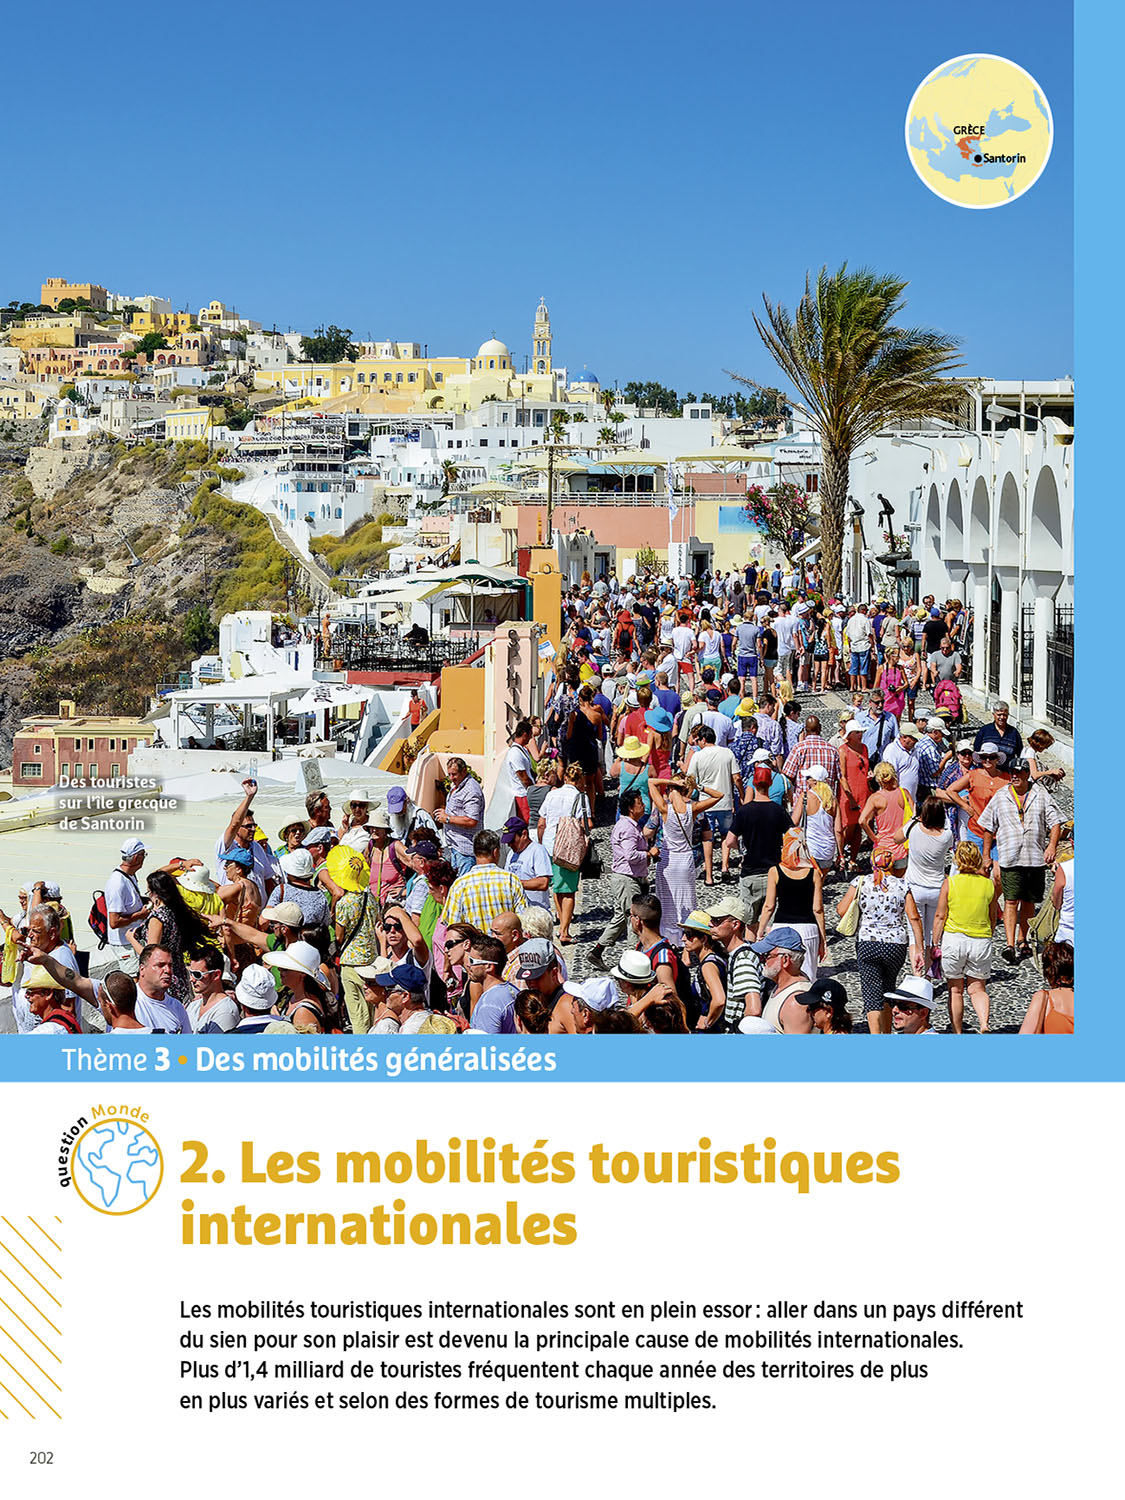 GRÈCE
Santorin
Des touristes
sur l'île grecque
de Santorin
Thème 3 • Des mobilités généralisées
question Monde
2. Les mobilités touristiques
internationales
Les mobilités touristiques internationales sont en plein essor : aller dans un pays différent
du sien pour son plaisir est devenu la principale cause de mobilités internationales.
Plus d'1,4 milliard de touristes fréquentent chaque année des territoires de plus
en plus variés et selon des formes de tourisme multiples.
202